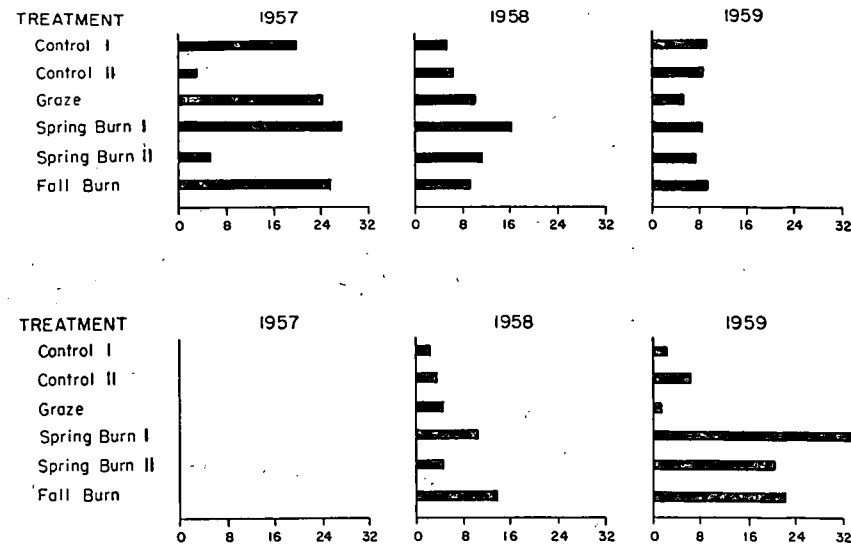 TREATMENT 1957 1958 1959
Control I
Control II
Graze
Spring Burn I
Spring Burn II
Fall Burn
0 8 16 24 32 0 8 16 24 32 0 8 16 24 32
TREATMENT 1957 1958 1959
Control I
Control II
Graze
Spring Burn I
Spring Burn II
Fall Burn
0 8 16 24 32 0 8 16 24 32 0 8 16 24 32